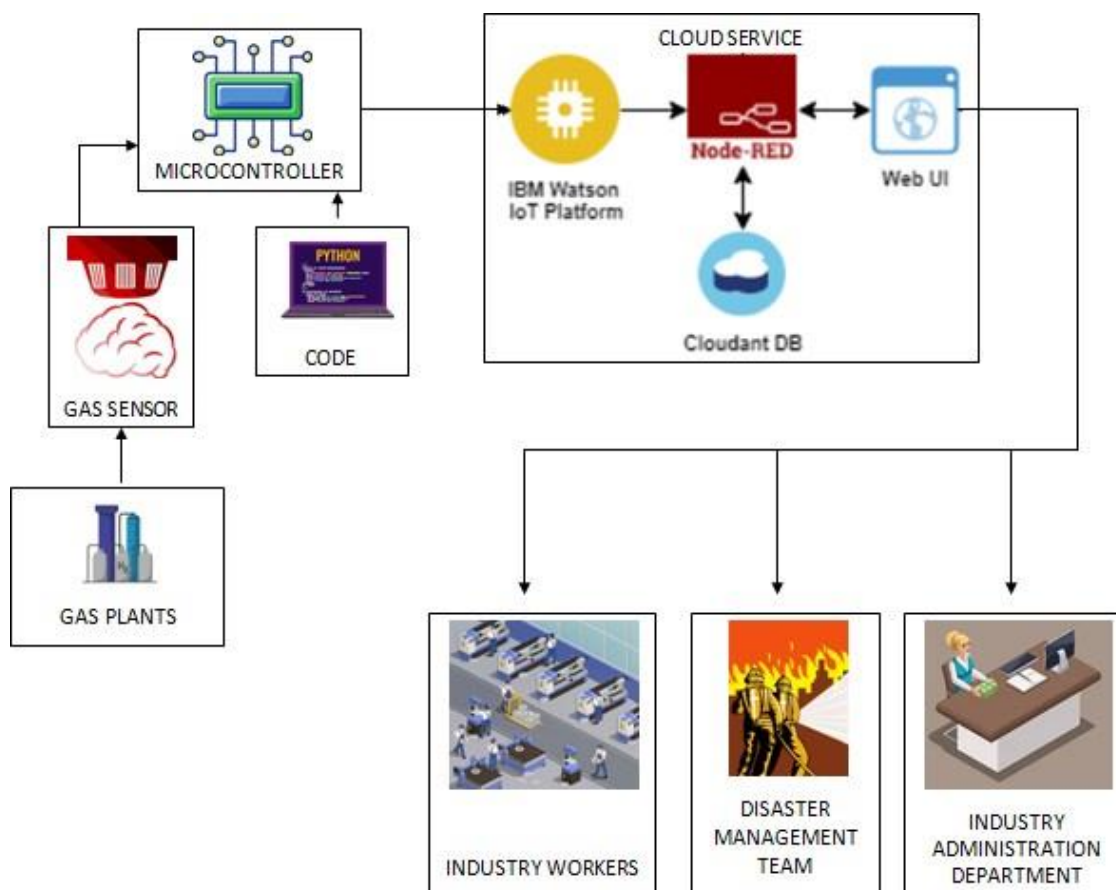 CLOUD SERVICE
MICROCONTROLLER
Node-RED
IBM Watson
IoT Platform
Web UI
PYTHON
CODE
Cloudant DB
GAS SENSOR
H₂
GAS PLANTS
INDUSTRY WORKERS
DISASTER
MANAGEMENT
TEAM
INDUSTRY
ADMINISTRATION
DEPARTMENT